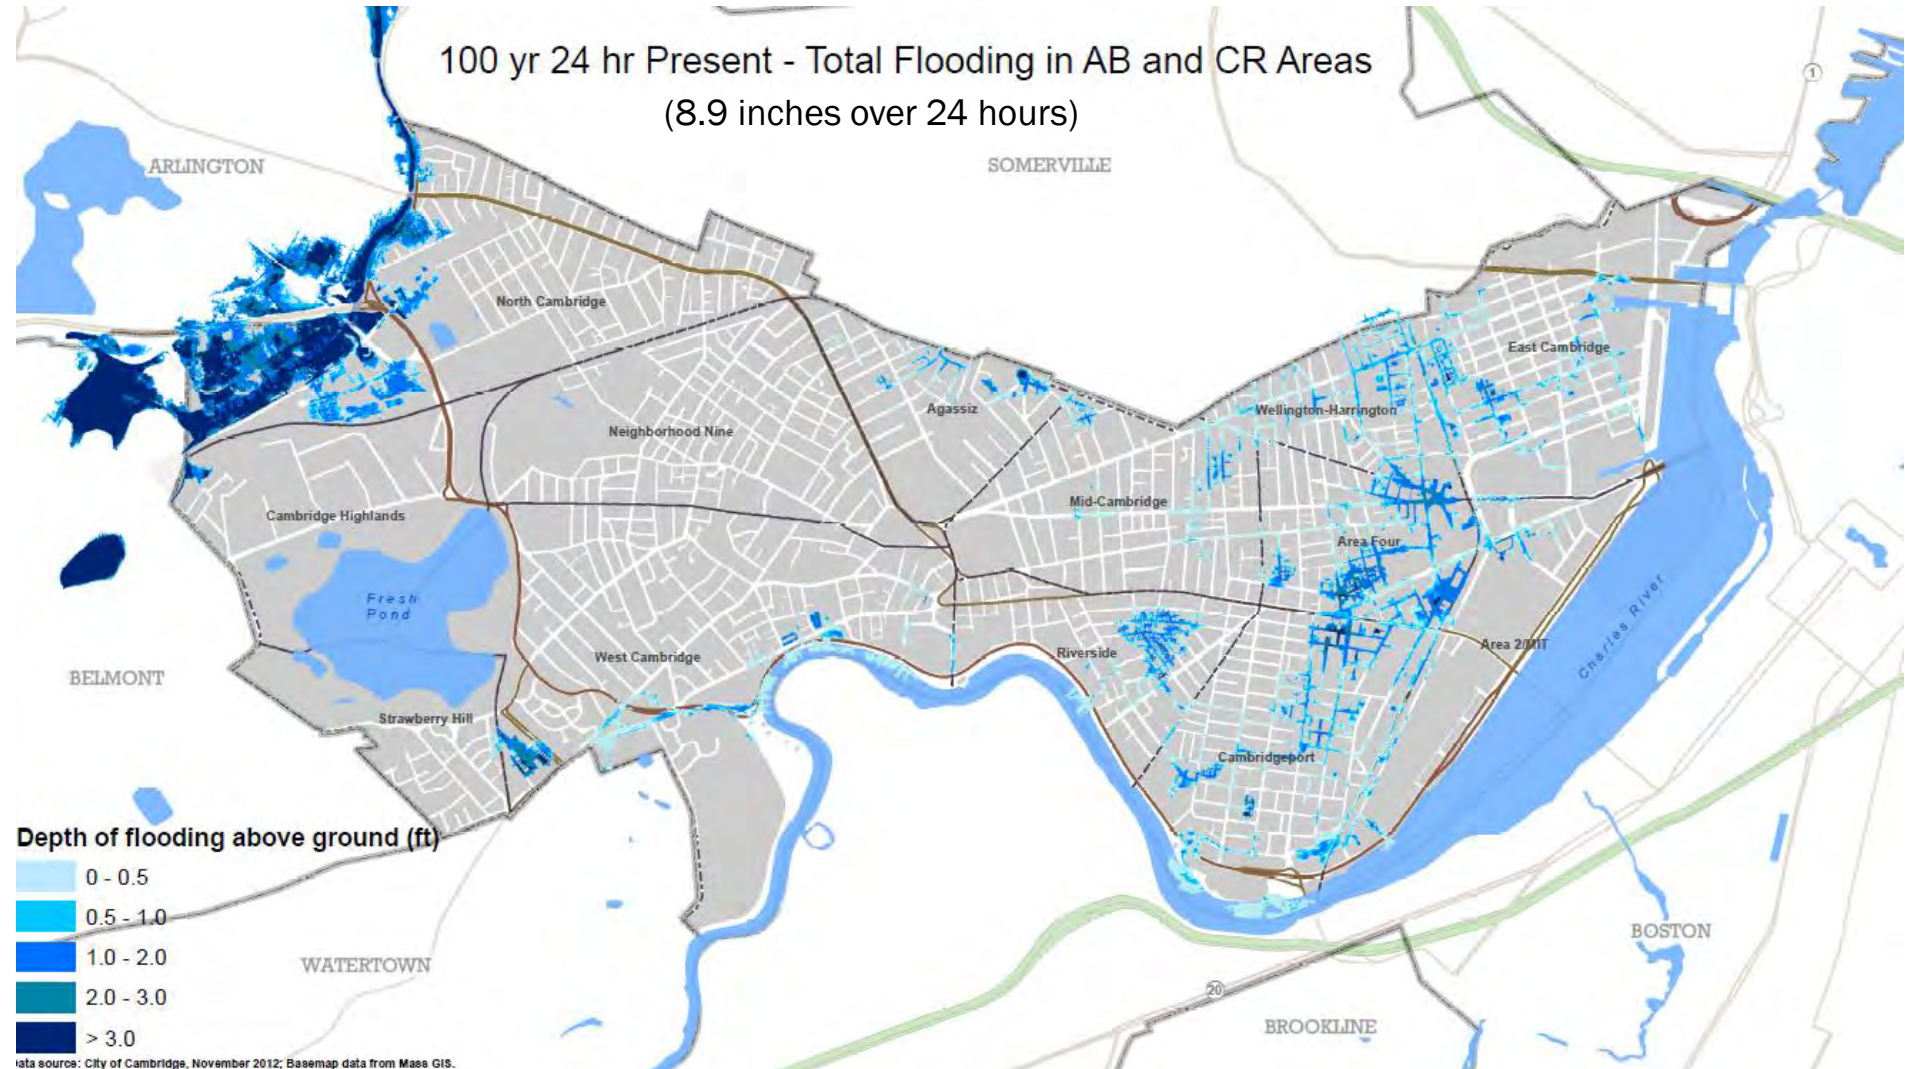 100 yr 24 hr Present - Total Flooding in AB and CR Areas
(8.9 inches over 24 hours)
1
ARLINGTON
SOMERVILLE
North Cambridge
East Cambridge
Agassiz
Wellington-Harrington
Neighborhood Nine
Mid-Cambridge
Cambridge Highlands
Area Four
Fresh
Pond
Charles River
Area 2/MIT
Riverside
West Cambridge
BELMONT
Strawberry Hill
Cambridgeport
Depth of flooding above ground (ft)
0 - 0.5
0.5 - 1.0
1.0 - 2.0
2.0 - 3.0
> 3.0
WATERTOWN
BOSTON
20
BROOKLINE
ata source: City of Cambridge, November 2012; Basemap data from Mass GIS.